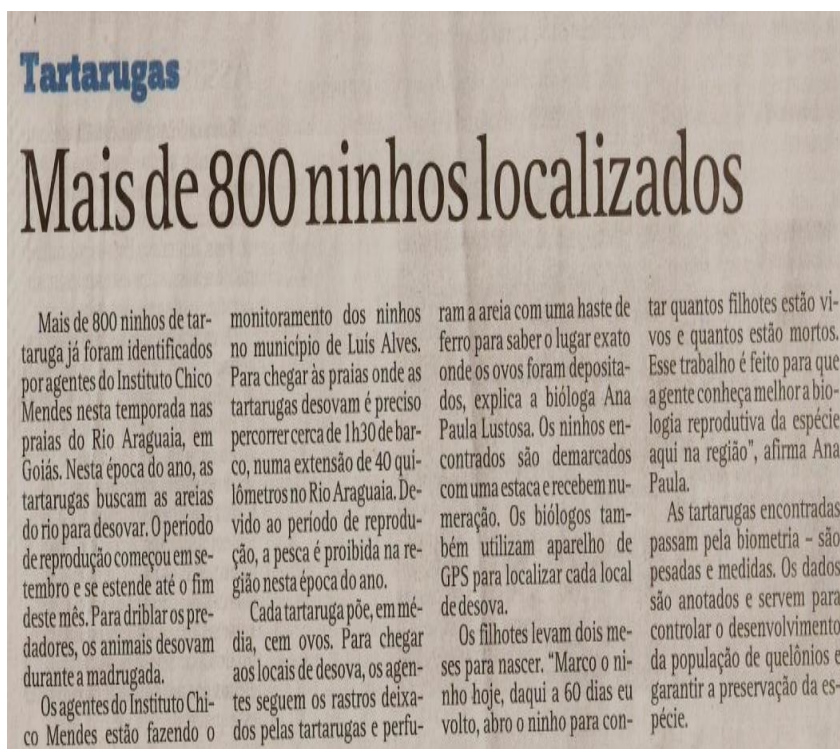 Tartarugas
Mais de 800 ninhos localizados
Mais de 800 ninhos de tar-
taruga já foram identificados
por agentes do Instituto Chico
Mendes nesta temporada nas
praias do Rio Araguaia, em
Goiás. Nesta época do ano, as
tartarugas buscam as areias
do rio para desovar. O período
de reprodução começou em se-
tembro e se estende até o fim
deste mês. Para driblar os pre-
dadores, os animais desovam
durante a madrugada.
Os agentes do Instituto Chi-
co Mendes estão fazendo o
monitoramento dos ninhos
no município de Luís Alves.
Para chegar às praias onde as
tartarugas desovam é preciso
percorrer cerca de 1h30 de bar-
co, numa extensão de 40 qui-
lômetros no Rio Araguaia. De-
vido ao período de reprodu-
ção, a pesca é proibida na re-
gião nesta época do ano.
Cada tartaruga põe, em mé-
dia, cem ovos. Para chegar
aos locais de desova, os agen-
tes seguem os rastros deixa-
dos pelas tartarugas e perfu-
ram a areia com uma haste de
ferro para saber o lugar exato
onde os ovos foram deposita-
dos, explica a bióloga Ana
Paula Lustosa. Os ninhos en-
contrados são demarcados
com uma estaca e recebem nu-
meração. Os biólogos tam-
bém utilizam aparelho de
GPS para localizar cada local
de desova.
Os filhotes levam dois me-
ses para nascer. "Marco o ni-
nho hoje, daqui a 60 dias eu
volto, abro o ninho para con-
tar quantos filhotes estão vi-
vos e quantos estão mortos.
Esse trabalho é feito para que
a gente conheça melhor a bio-
logia reprodutiva da espécie
aqui na região", afirma Ana
Paula.
As tartarugas encontradas
passam pela biometria – são
pesadas e medidas. Os dados
são anotados e servem para
controlar o desenvolvimento
da população de quelônios e
garantir a preservação da es-
pécie.